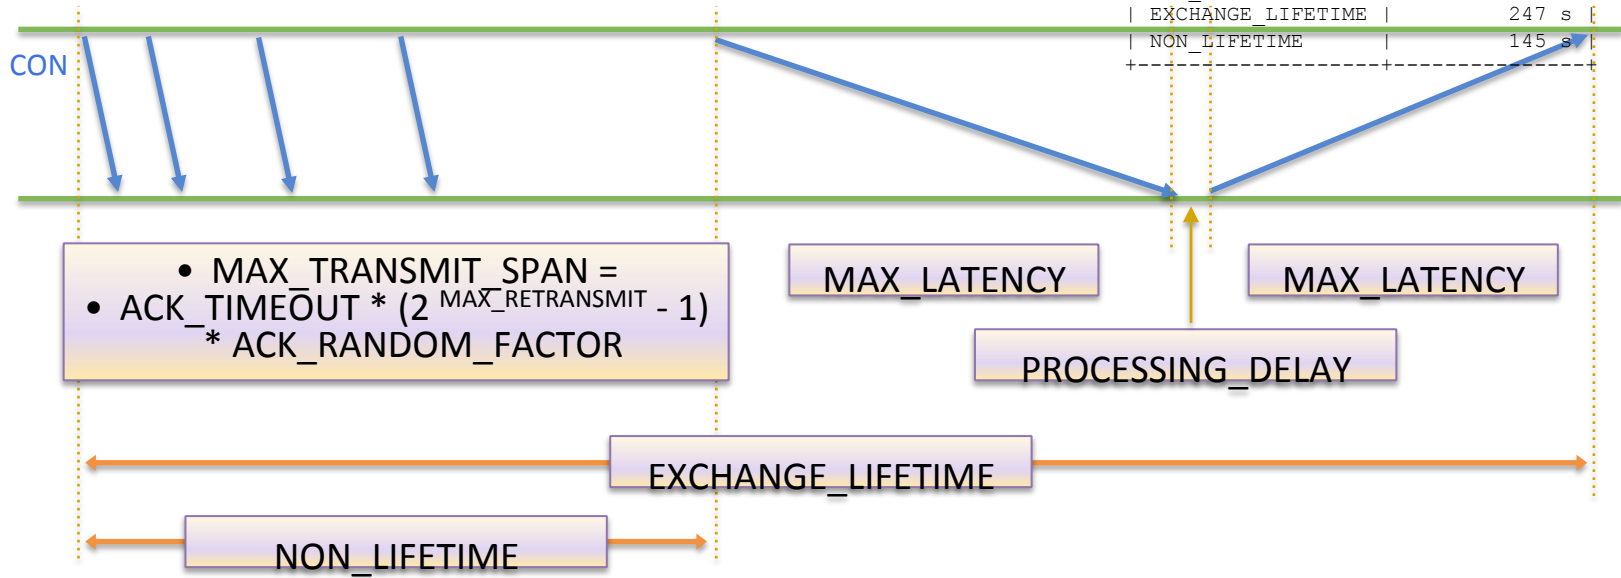 | EXCHANGE_LIFETIME | 247 s |
| NON_LIFETIME | 145 s |
+-------------------+---------------+
CON
• MAX_TRANSMIT_SPAN =
• ACK_TIMEOUT * (2 MAX_RETRANSMIT - 1)
* ACK_RANDOM_FACTOR
MAX_LATENCY
MAX_LATENCY
PROCESSING_DELAY
EXCHANGE_LIFETIME
NON_LIFETIME